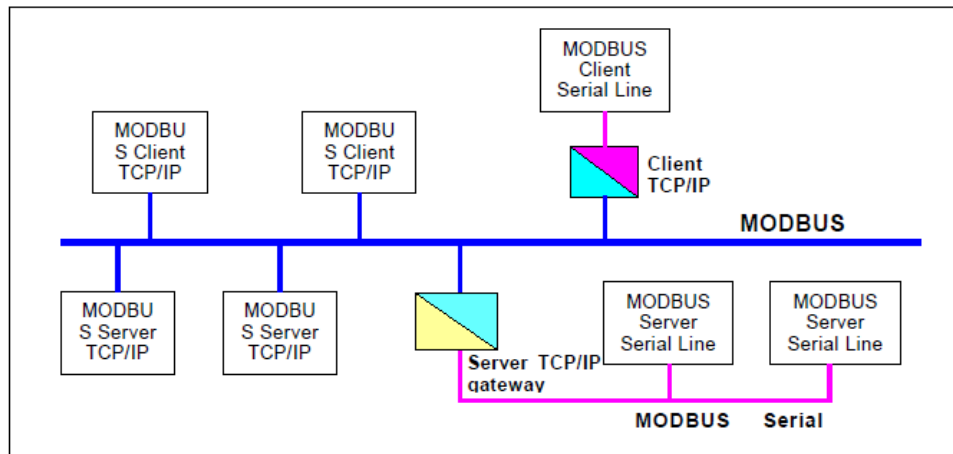 MODBUS
Client
Serial Line
MODBU
S Client
TCP/IP
MODBU
S Client
TCP/IP
Client
TCP/IP
MODBUS
MODBU
S Server
TCP/IP
MODBU
S Server
TCP/IP
Server TCP/IP
gateway
MODBUS
Server
Serial Line
MODBUS
Server
Serial Line
MODBUS Serial